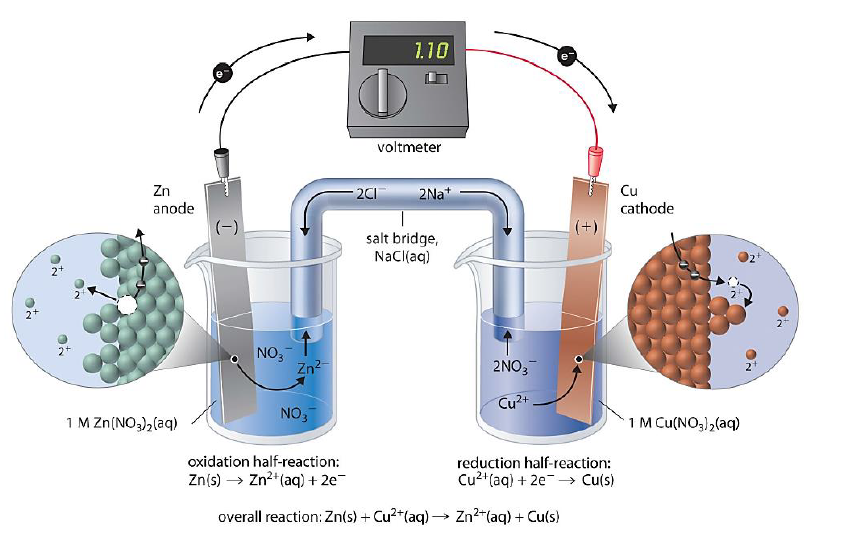 1.10
e⁻
e⁻
voltmeter
Zn
anode
2Cl⁻
2Na⁺
Cu
cathode
(−)
(+)
salt bridge,
NaCl(aq)
2+
2+
2+
2+
2+
2+
2+
2+
NO₃⁻
Zn²⁻
NO₃⁻
2NO₃⁻
Cu²⁺
1 M Zn(NO₃)₂(aq)
1 M Cu(NO₃)₂(aq)
oxidation half-reaction:
Zn(s) → Zn²⁺(aq) + 2e⁻
reduction half-reaction:
Cu²⁺(aq) + 2e⁻ → Cu(s)
overall reaction: Zn(s) + Cu²⁺(aq) → Zn²⁺(aq) + Cu(s)